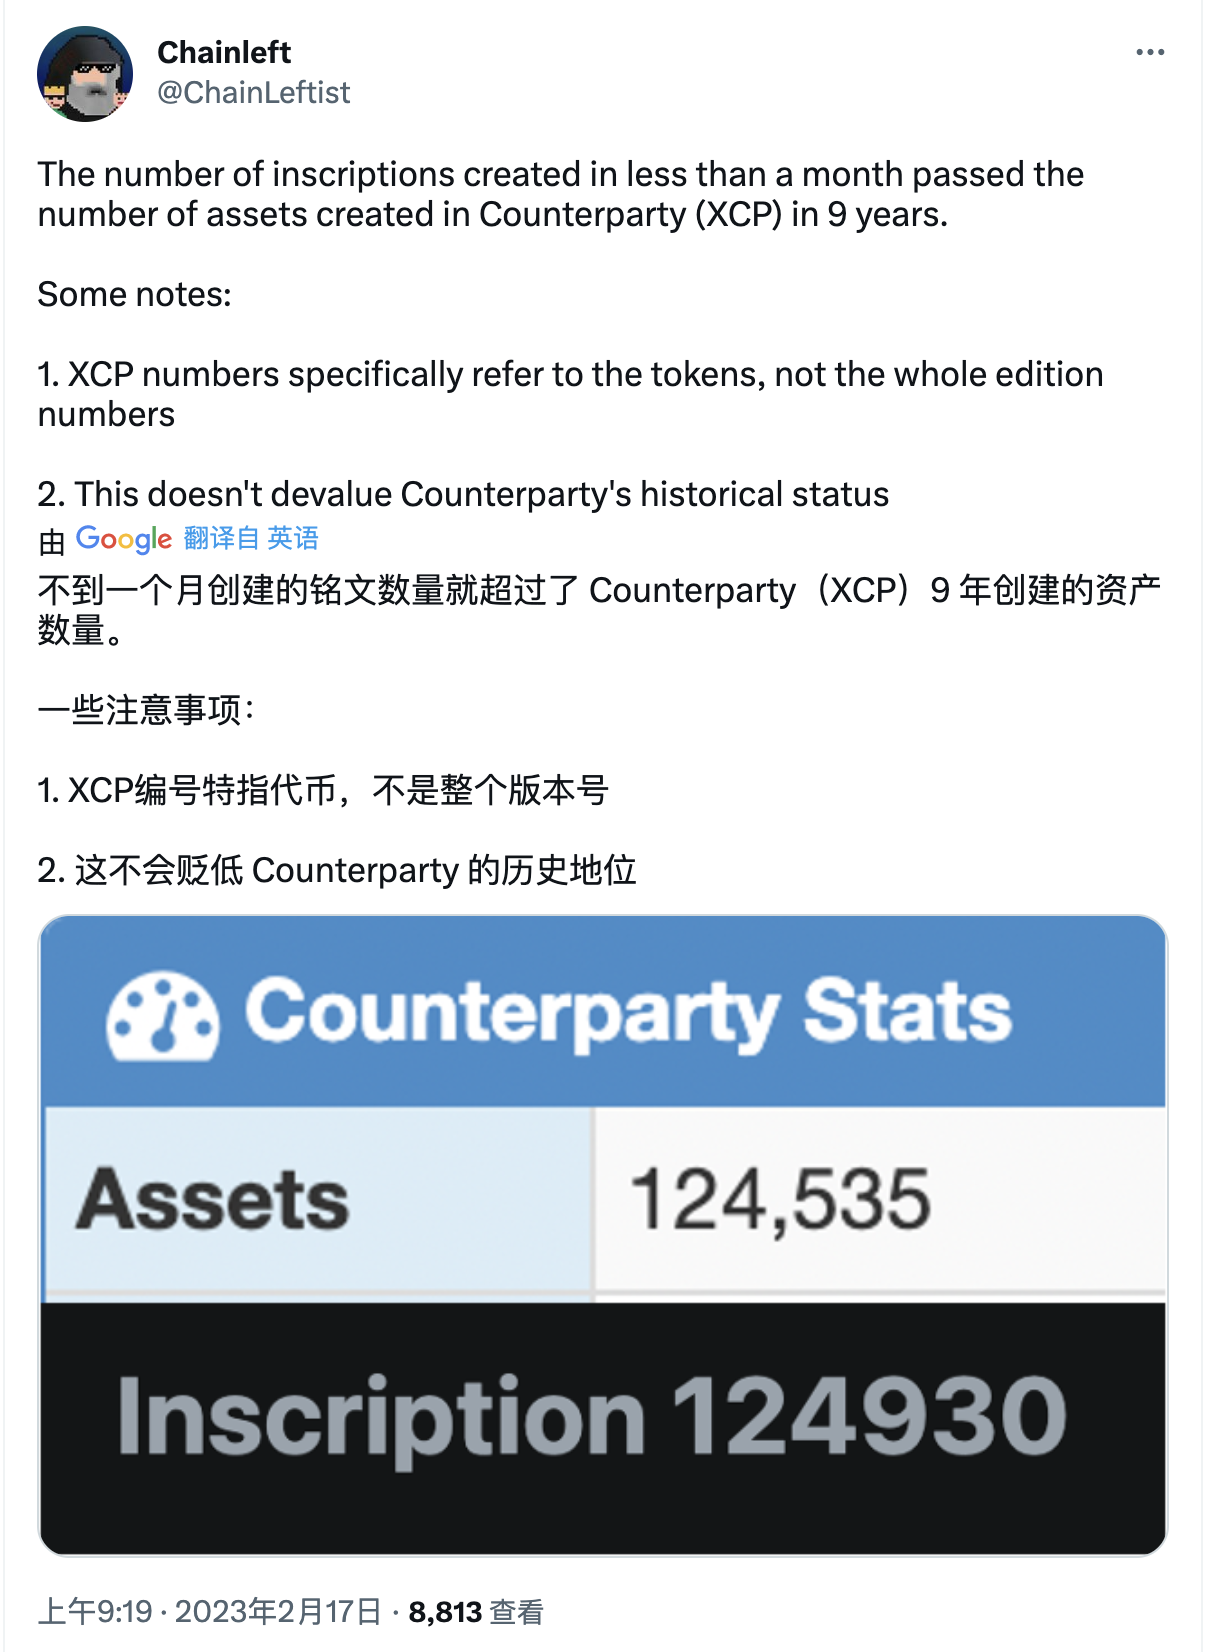 Chainleft
@ChainLeftist
The number of inscriptions created in less than a month passed the
number of assets created in Counterparty (XCP) in 9 years.
Some notes:
1. XCP numbers specifically refer to the tokens, not the whole edition
numbers
2. This doesn't devalue Counterparty's historical status
由 Google 翻译自 英语
不到一个月创建的铭文数量就超过了 Counterparty（XCP）9 年创建的资产
数量。
一些注意事项：
1. XCP编号特指代币，不是整个版本号
2. 这不会贬低 Counterparty 的历史地位
Counterparty Stats
Assets 124,535
Inscription 124930
上午9:19 · 2023年2月17日 · 8,813 查看